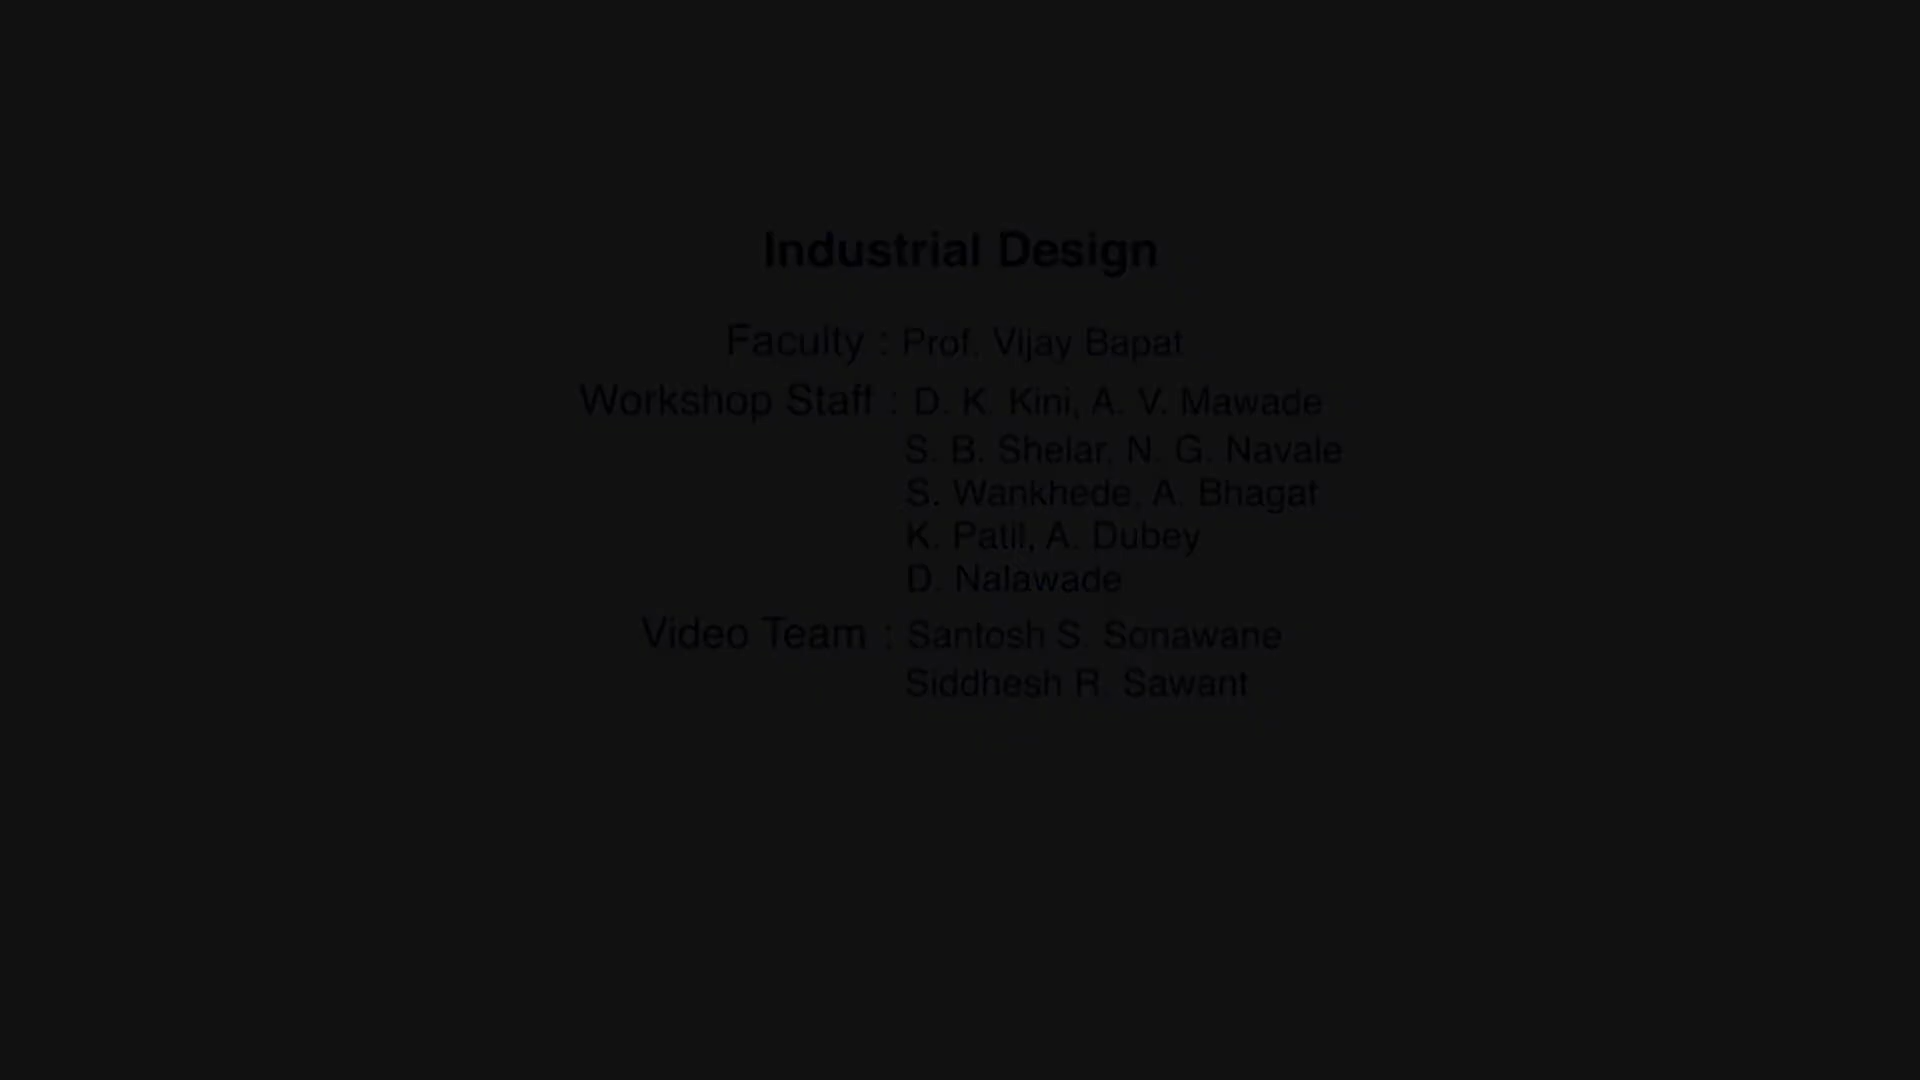 Industrial Design
Faculty : Prof. Vijay Bapat
Workshop Staff : D. K. Kini, A. V. Mawade
S. B. Shelar, N. G. Navale
S. Wankhede, A. Bhagat
K. Patil, A. Dubey
D. Nalawade
Video Team : Santosh S. Sonawane
Siddhesh R. Sawant